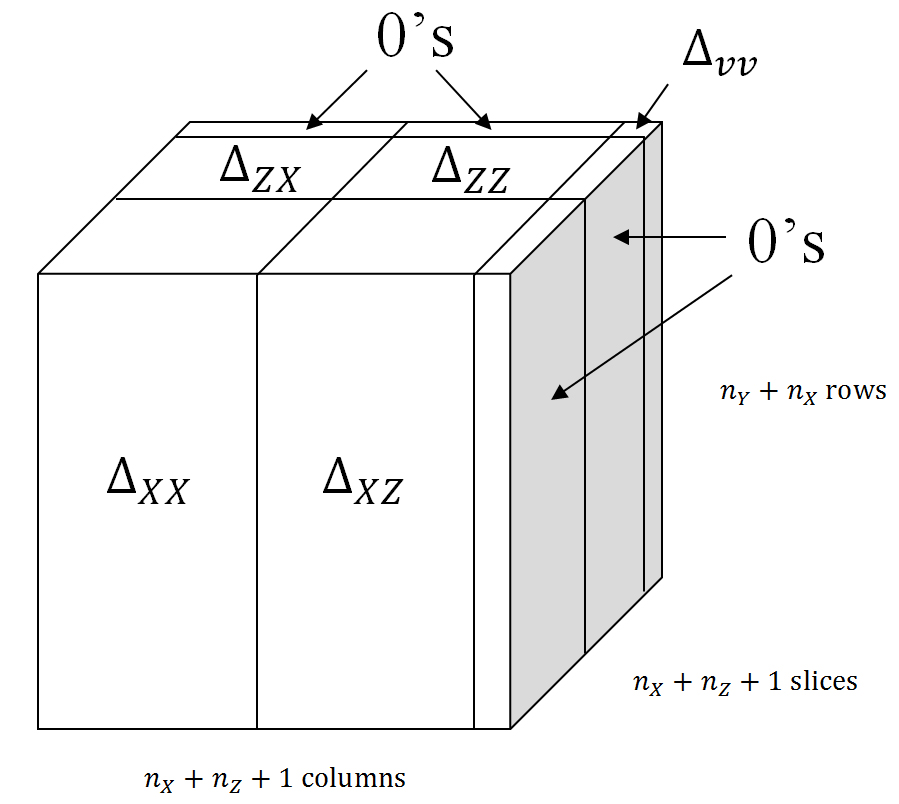 0’s
Δ_{vv}
Δ_{ZX}
Δ_{ZZ}
0’s
n_Y + n_X rows
Δ_{XX}
Δ_{XZ}
n_X + n_Z + 1 slices
n_X + n_Z + 1 columns